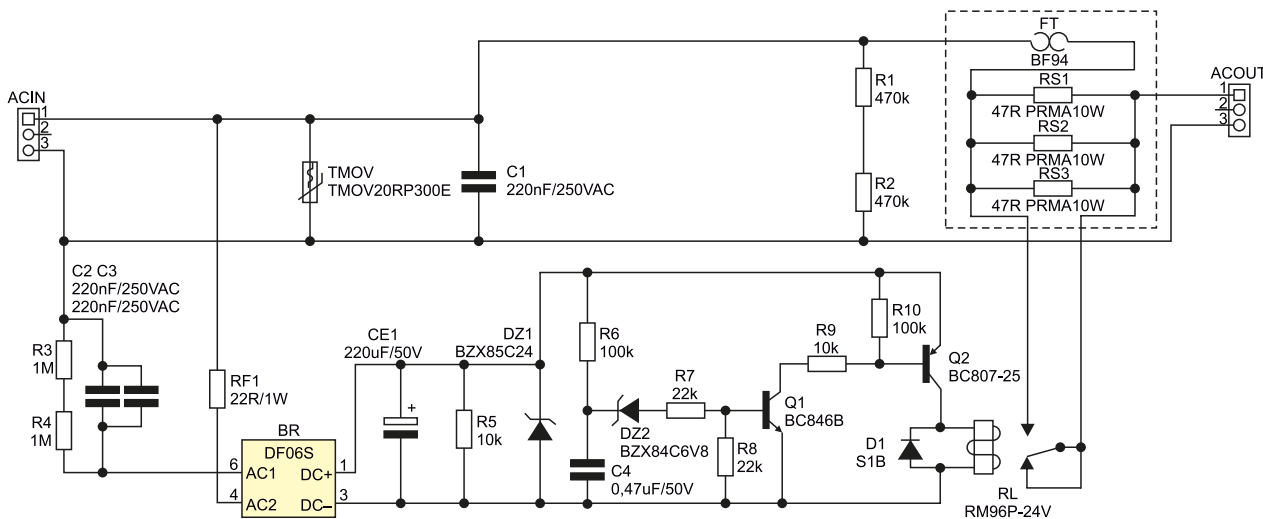 FT
BF94
ACIN
1
2
3
ACOUT
1
2
3
R1
470k
RS1
47R PRMA10W
RS2
47R PRMA10W
RS3
47R PRMA10W
TMOV
TMOV20RP300E
C1
220nF/250VAC
R2
470k
C2 C3
220nF/250VAC
220nF/250VAC
R3
1M
R4
1M
RF1
22R/1W
CE1
220uF/50V
+
DZ1
BZX85C24
R5
10k
R6
100k
R7
22k
DZ2
BZX84C6V8
R8
22k
C4
0,47uF/50V
R9
10k
R10
100k
Q1
BC846B
Q2
BC807-25
D1
S1B
RL
RM96P-24V
BR
DF06S
6
AC1
DC+
1
4
AC2
DC–
3